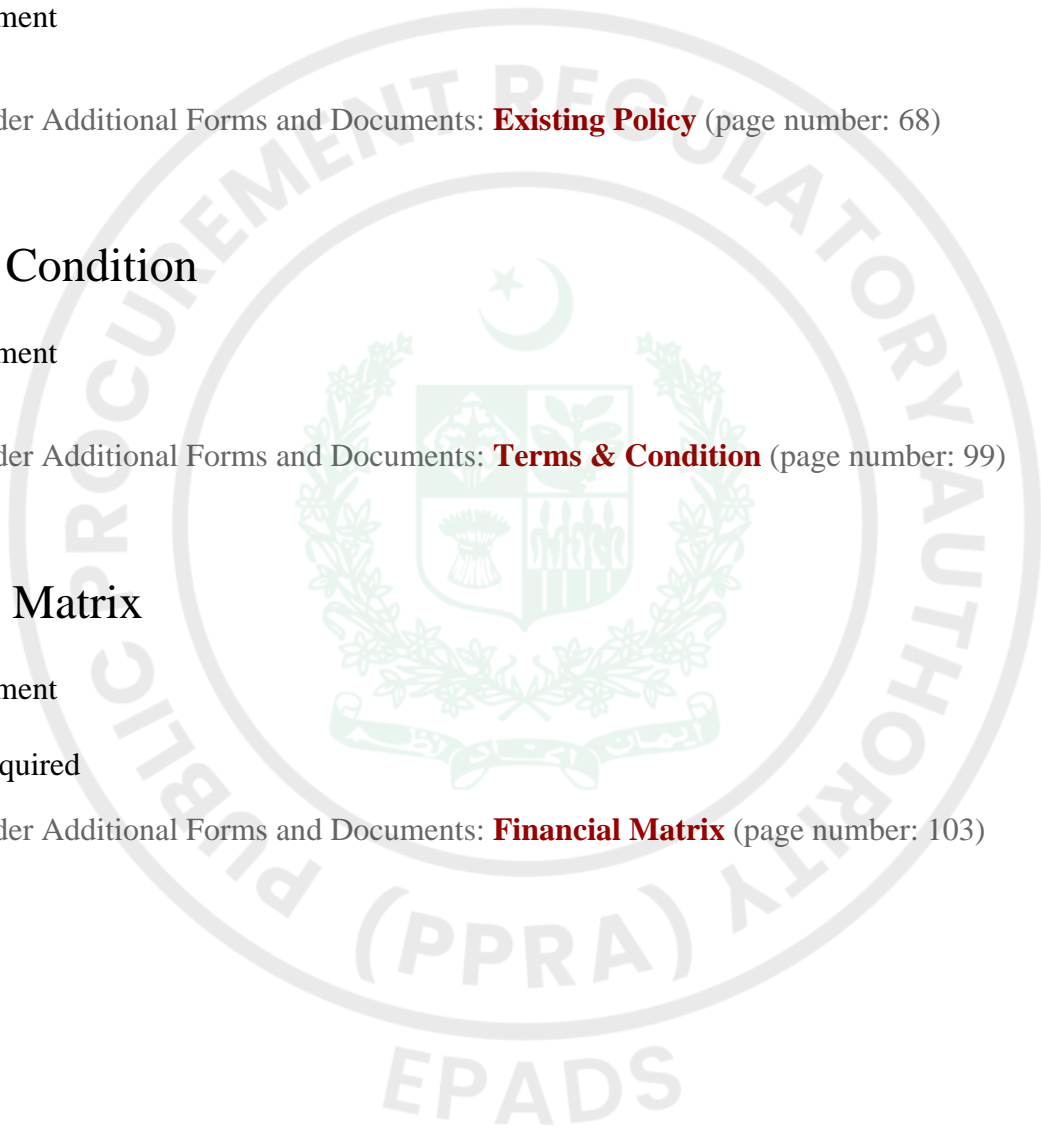 ment
der Additional Forms and Documents: Existing Policy (page number: 68)
Condition
ment
der Additional Forms and Documents: Terms & Condition (page number: 99)
Matrix
ment
quired
der Additional Forms and Documents: Financial Matrix (page number: 103)
PUBLIC PROCUREMENT REGULATORY AUTHORITY
(PPRA)
EPADS